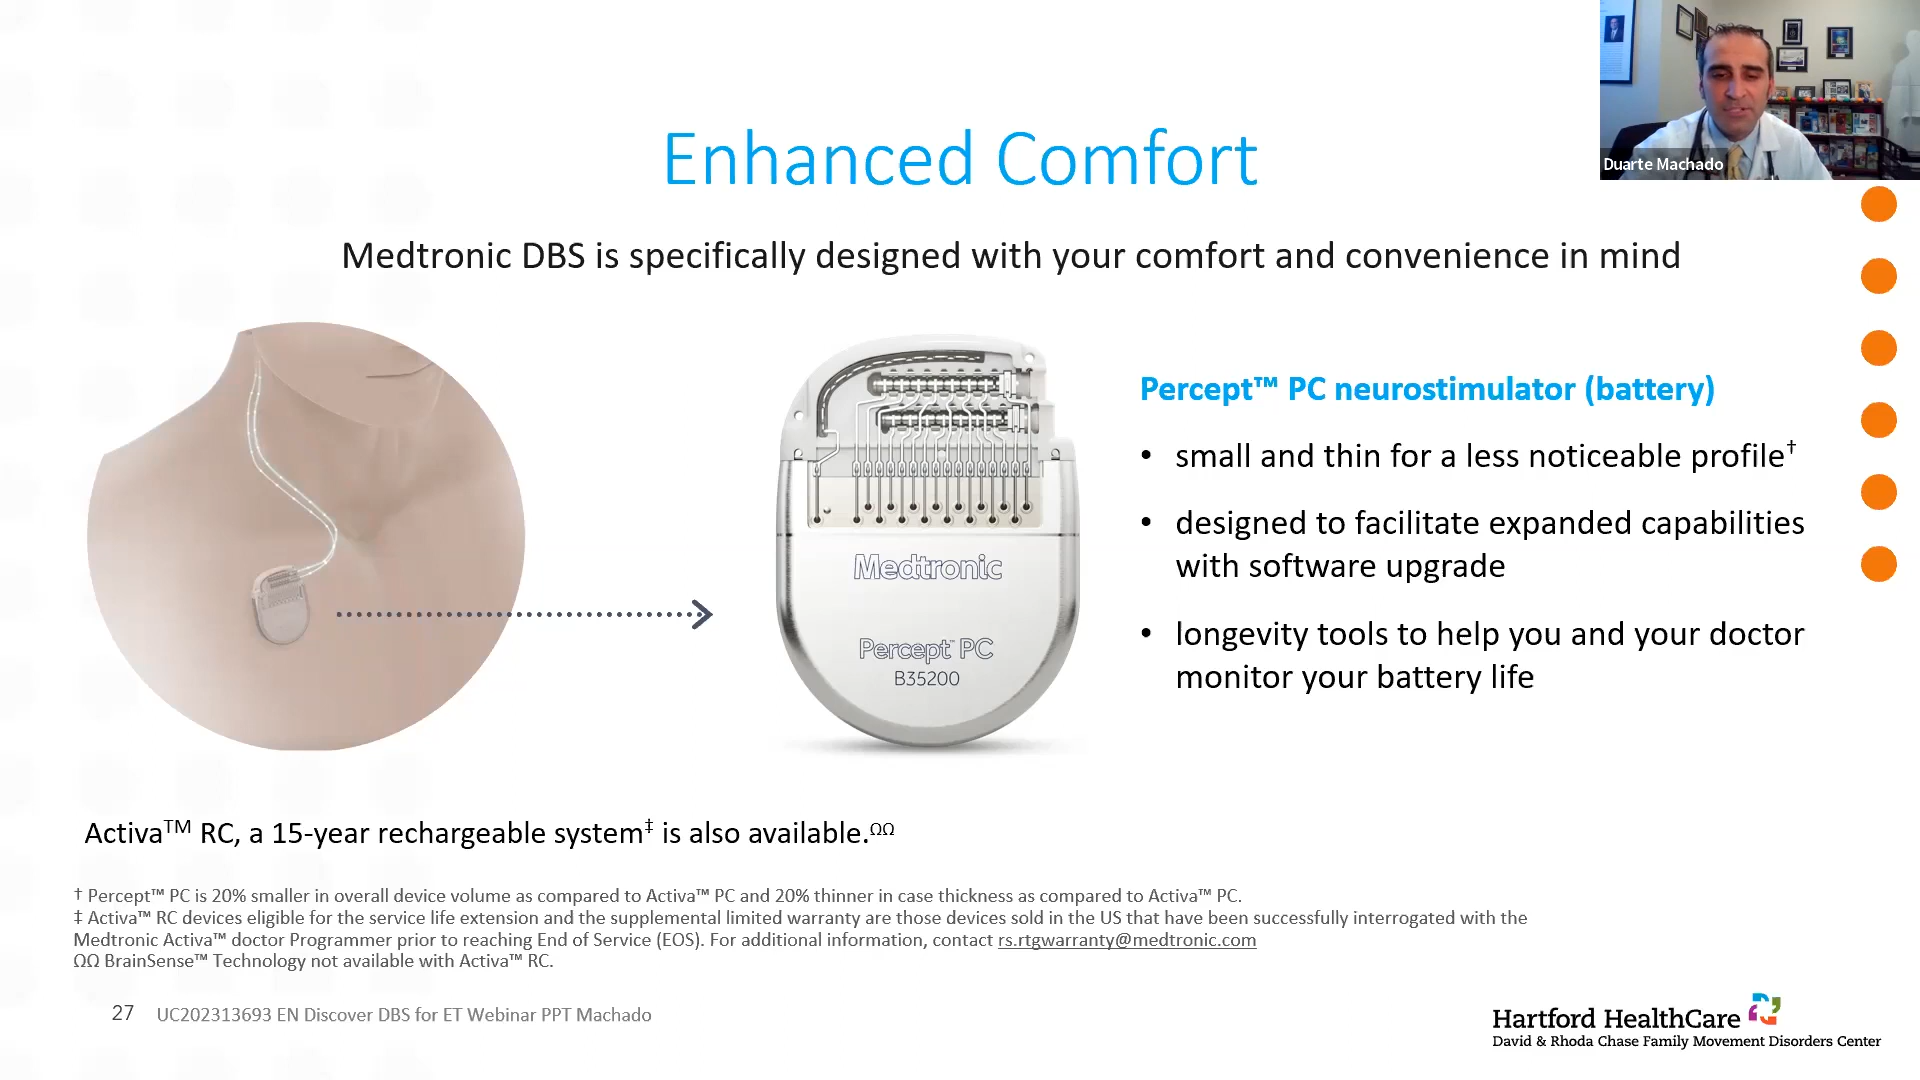 Duarte Machado
Enhanced Comfort
Medtronic DBS is specifically designed with your comfort and convenience in mind
Medtronic
Percept™ PC
B35200
Percept™ PC neurostimulator (battery)
• small and thin for a less noticeable profile†
• designed to facilitate expanded capabilities
with software upgrade
• longevity tools to help you and your doctor
monitor your battery life
Activa™ RC, a 15-year rechargeable system‡ is also available.ΩΩ
† Percept™ PC is 20% smaller in overall device volume as compared to Activa™ PC and 20% thinner in case thickness as compared to Activa™ PC.
‡ Activa™ RC devices eligible for the service life extension and the supplemental limited warranty are those devices sold in the US that have been successfully interrogated with the
Medtronic Activa™ doctor Programmer prior to reaching End of Service (EOS). For additional information, contact rs.rtgwarranty@medtronic.com
ΩΩ BrainSense™ Technology not available with Activa™ RC.
27 UC202313693 EN Discover DBS for ET Webinar PPT Machado
Hartford HealthCare
David & Rhoda Chase Family Movement Disorders Center